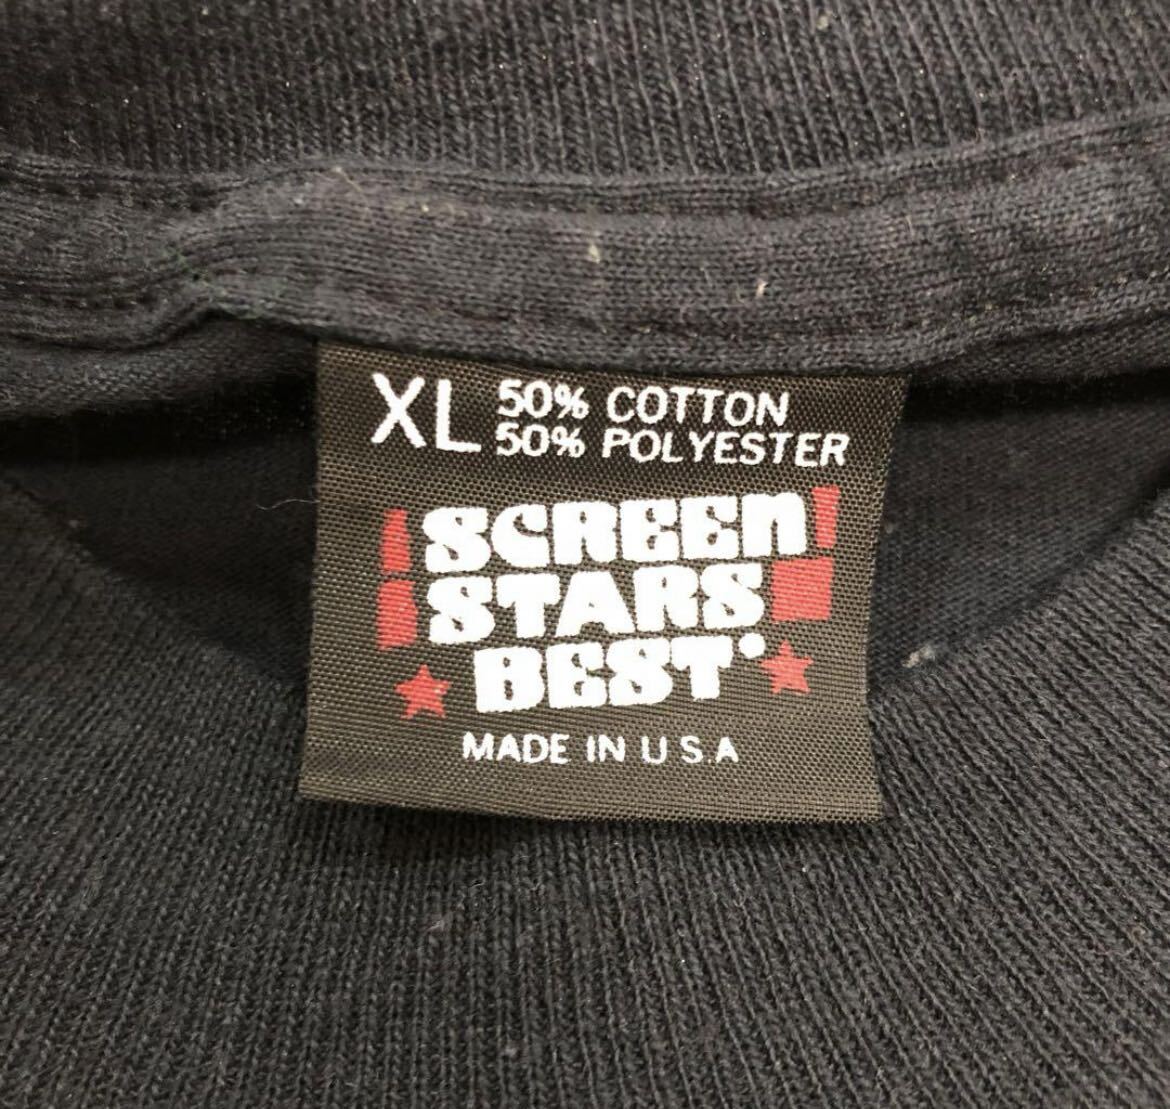 XL 50% COTTON
50% POLYESTER
SCREEn
STARS
BEST
MADE IN U.S.A